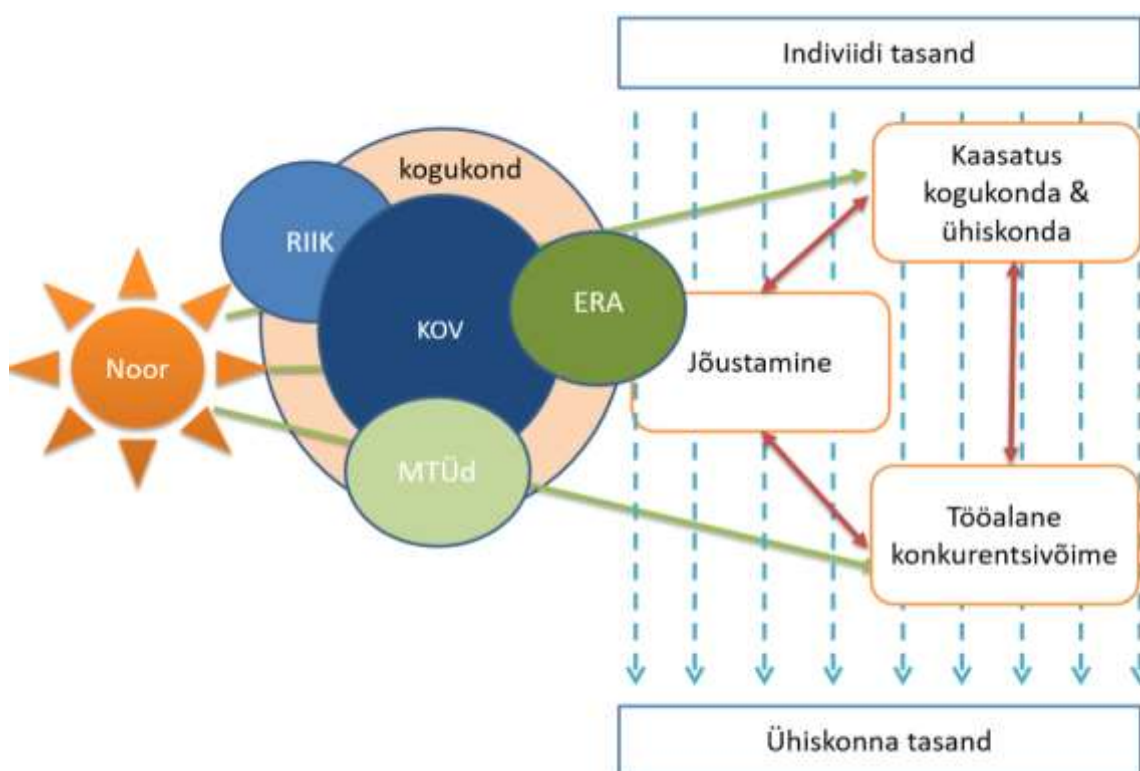 Indiviidi tasand
kogukond
RIIK
KOV
ERA
MTÜd
Noor
Kaasatus
kogukonda &
ühiskonda
Jõustamine
Tööalane
konkurentsivõime
Ühiskonna tasand